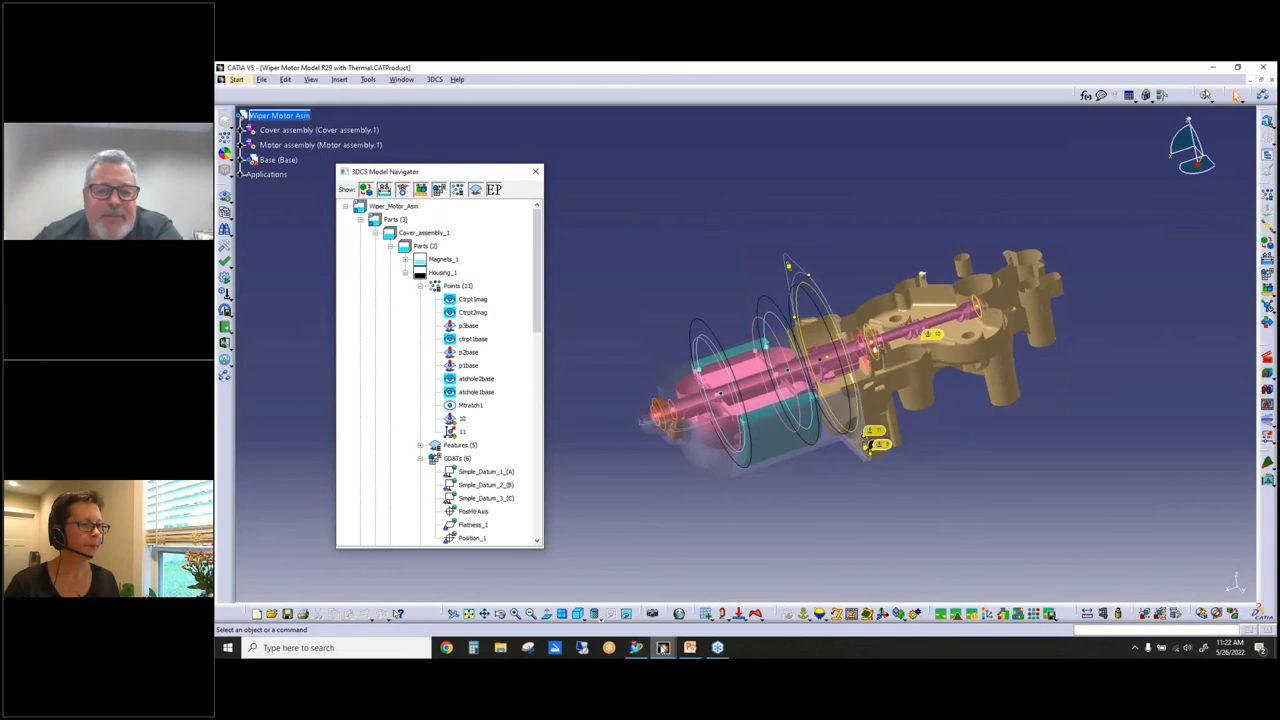 CATIA V5 - [Wiper Motor Model R29 with Thermal.CATProduct]
Start File Edit View Insert Tools Window 3DCS Help
f(x)
Wiper Motor Asm
Cover assembly (Cover assembly.1)
Motor assembly (Motor assembly.1)
Base (Base)
Applications
3DCS Model Navigator
Show: EP
Wiper_Motor_Asm
Parts (3)
Cover_assembly_1
Parts (2)
Magnets_1
Housing_1
Points (11)
Ctrpt1mag
Ctrpt2mag
p3base
ctrpt1base
p2base
p1base
atchole2base
atchole1base
Mtratch1
10
11
Features (5)
GD&Ts (6)
Simple_Datum_1_(A)
Simple_Datum_2_(B)
Simple_Datum_3_(C)
PosMtrAxis
Flatness_1
Position_1
10
Select an object or a command
CATIA
Type here to search
11:22 AM
5/26/2022